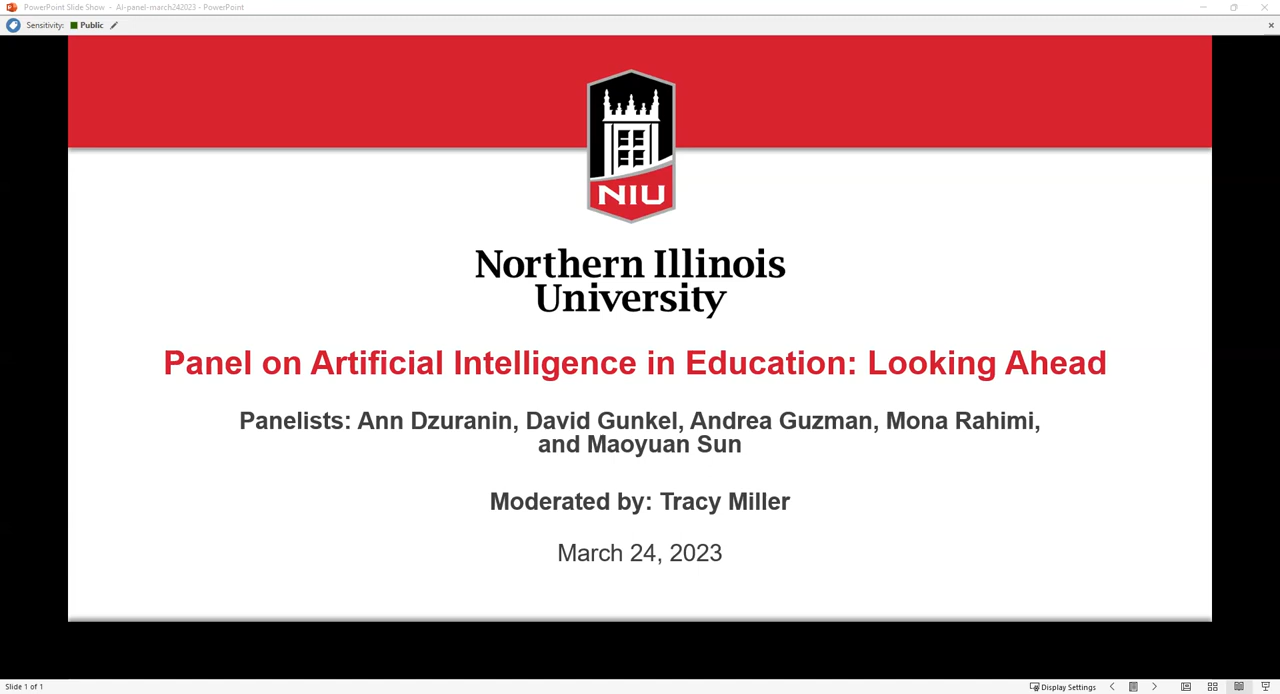 PowerPoint Slide Show - AI-panel-march242023 - PowerPoint
Sensitivity: Public
NIU
Northern Illinois
University
Panel on Artificial Intelligence in Education: Looking Ahead
Panelists: Ann Dzuranin, David Gunkel, Andrea Guzman, Mona Rahimi,
and Maoyuan Sun
Moderated by: Tracy Miller
March 24, 2023
Slide 1 of 1
Display Settings